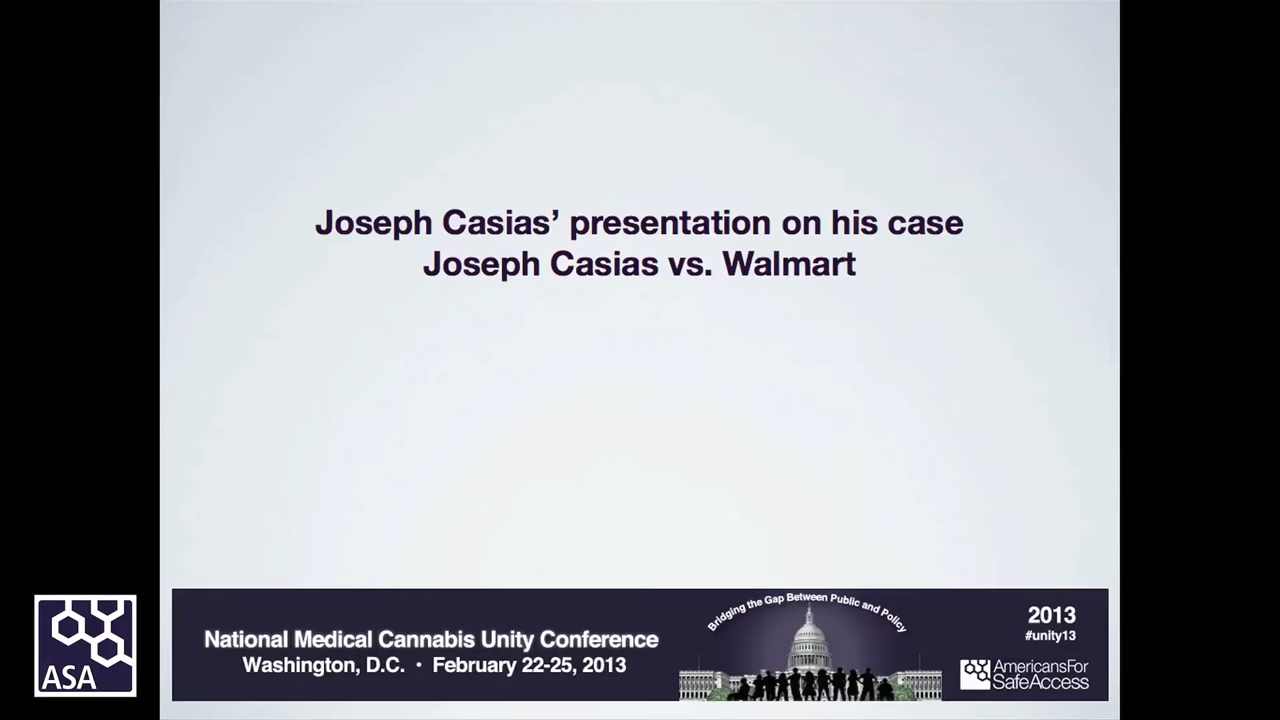 Joseph Casias’ presentation on his case
Joseph Casias vs. Walmart
Bridging the Gap Between Public and Policy
National Medical Cannabis Unity Conference
Washington, D.C. • February 22-25, 2013
2013
#unity13
AmericansFor
SafeAccess
ASA